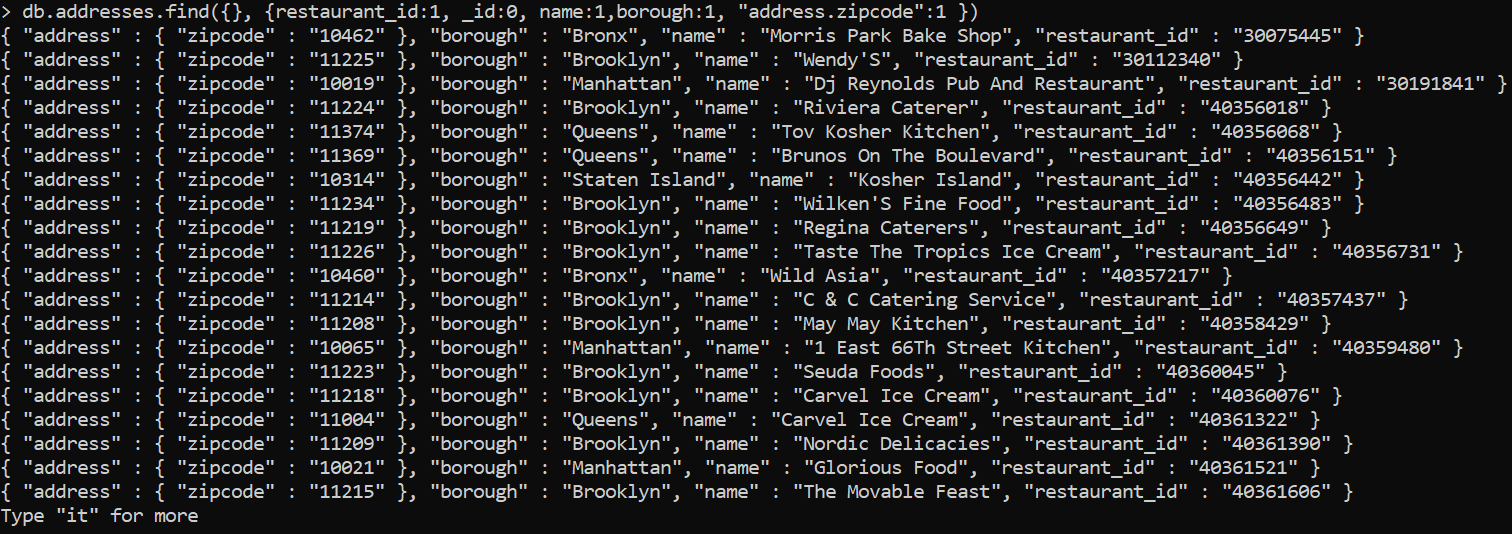 > db.addresses.find({}, {restaurant_id:1, _id:0, name:1,borough:1, "address.zipcode":1 })
{ "address" : { "zipcode" : "10462" }, "borough" : "Bronx", "name" : "Morris Park Bake Shop", "restaurant_id" : "30075445" }
{ "address" : { "zipcode" : "11225" }, "borough" : "Brooklyn", "name" : "Wendy'S", "restaurant_id" : "30112340" }
{ "address" : { "zipcode" : "10019" }, "borough" : "Manhattan", "name" : "Dj Reynolds Pub And Restaurant", "restaurant_id" : "30191841" }
{ "address" : { "zipcode" : "11224" }, "borough" : "Brooklyn", "name" : "Riviera Caterer", "restaurant_id" : "40356018" }
{ "address" : { "zipcode" : "11374" }, "borough" : "Queens", "name" : "Tov Kosher Kitchen", "restaurant_id" : "40356068" }
{ "address" : { "zipcode" : "11369" }, "borough" : "Queens", "name" : "Brunos On The Boulevard", "restaurant_id" : "40356151" }
{ "address" : { "zipcode" : "10314" }, "borough" : "Staten Island", "name" : "Kosher Island", "restaurant_id" : "40356442" }
{ "address" : { "zipcode" : "11234" }, "borough" : "Brooklyn", "name" : "Wilken'S Fine Food", "restaurant_id" : "40356483" }
{ "address" : { "zipcode" : "11219" }, "borough" : "Brooklyn", "name" : "Regina Caterers", "restaurant_id" : "40356649" }
{ "address" : { "zipcode" : "11226" }, "borough" : "Brooklyn", "name" : "Taste The Tropics Ice Cream", "restaurant_id" : "40356731" }
{ "address" : { "zipcode" : "10460" }, "borough" : "Bronx", "name" : "Wild Asia", "restaurant_id" : "40357217" }
{ "address" : { "zipcode" : "11214" }, "borough" : "Brooklyn", "name" : "C & C Catering Service", "restaurant_id" : "40357437" }
{ "address" : { "zipcode" : "11208" }, "borough" : "Brooklyn", "name" : "May May Kitchen", "restaurant_id" : "40358429" }
{ "address" : { "zipcode" : "10065" }, "borough" : "Manhattan", "name" : "1 East 66Th Street Kitchen", "restaurant_id" : "40359480" }
{ "address" : { "zipcode" : "11223" }, "borough" : "Brooklyn", "name" : "Seuda Foods", "restaurant_id" : "40360045" }
{ "address" : { "zipcode" : "11218" }, "borough" : "Brooklyn", "name" : "Carvel Ice Cream", "restaurant_id" : "40360076" }
{ "address" : { "zipcode" : "11004" }, "borough" : "Queens", "name" : "Carvel Ice Cream", "restaurant_id" : "40361322" }
{ "address" : { "zipcode" : "11209" }, "borough" : "Brooklyn", "name" : "Nordic Delicacies", "restaurant_id" : "40361390" }
{ "address" : { "zipcode" : "10021" }, "borough" : "Manhattan", "name" : "Glorious Food", "restaurant_id" : "40361521" }
{ "address" : { "zipcode" : "11215" }, "borough" : "Brooklyn", "name" : "The Movable Feast", "restaurant_id" : "40361606" }
Type "it" for more